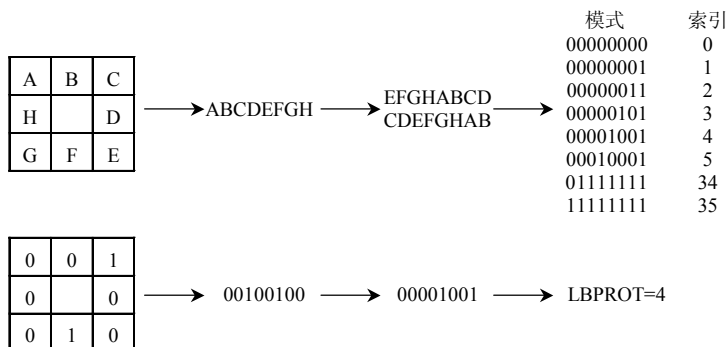 模式 索引
00000000 0
00000001 1
00000011 2
00000101 3
00001001 4
00010001 5
01111111 34
11111111 35
A B C
H D
G F E
ABCDEFGH
EFGHABCD
CDEFGHAB
0 0 1
0 0
0 1 0
00100100
00001001
LBPROT=4